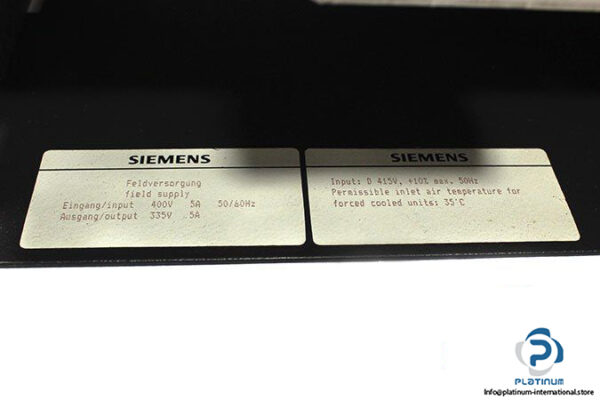 SIEMENS
Feldversorgung
field supply
Eingang/input 400V 5A 50/60Hz
Ausgang/output 335V 5A
SIEMENS
Input: D 415V, +10% max, 50Hz
Permissible inlet air temperature for
forced cooled units: 35°C
PLATINUM
Info@platinum-international.store